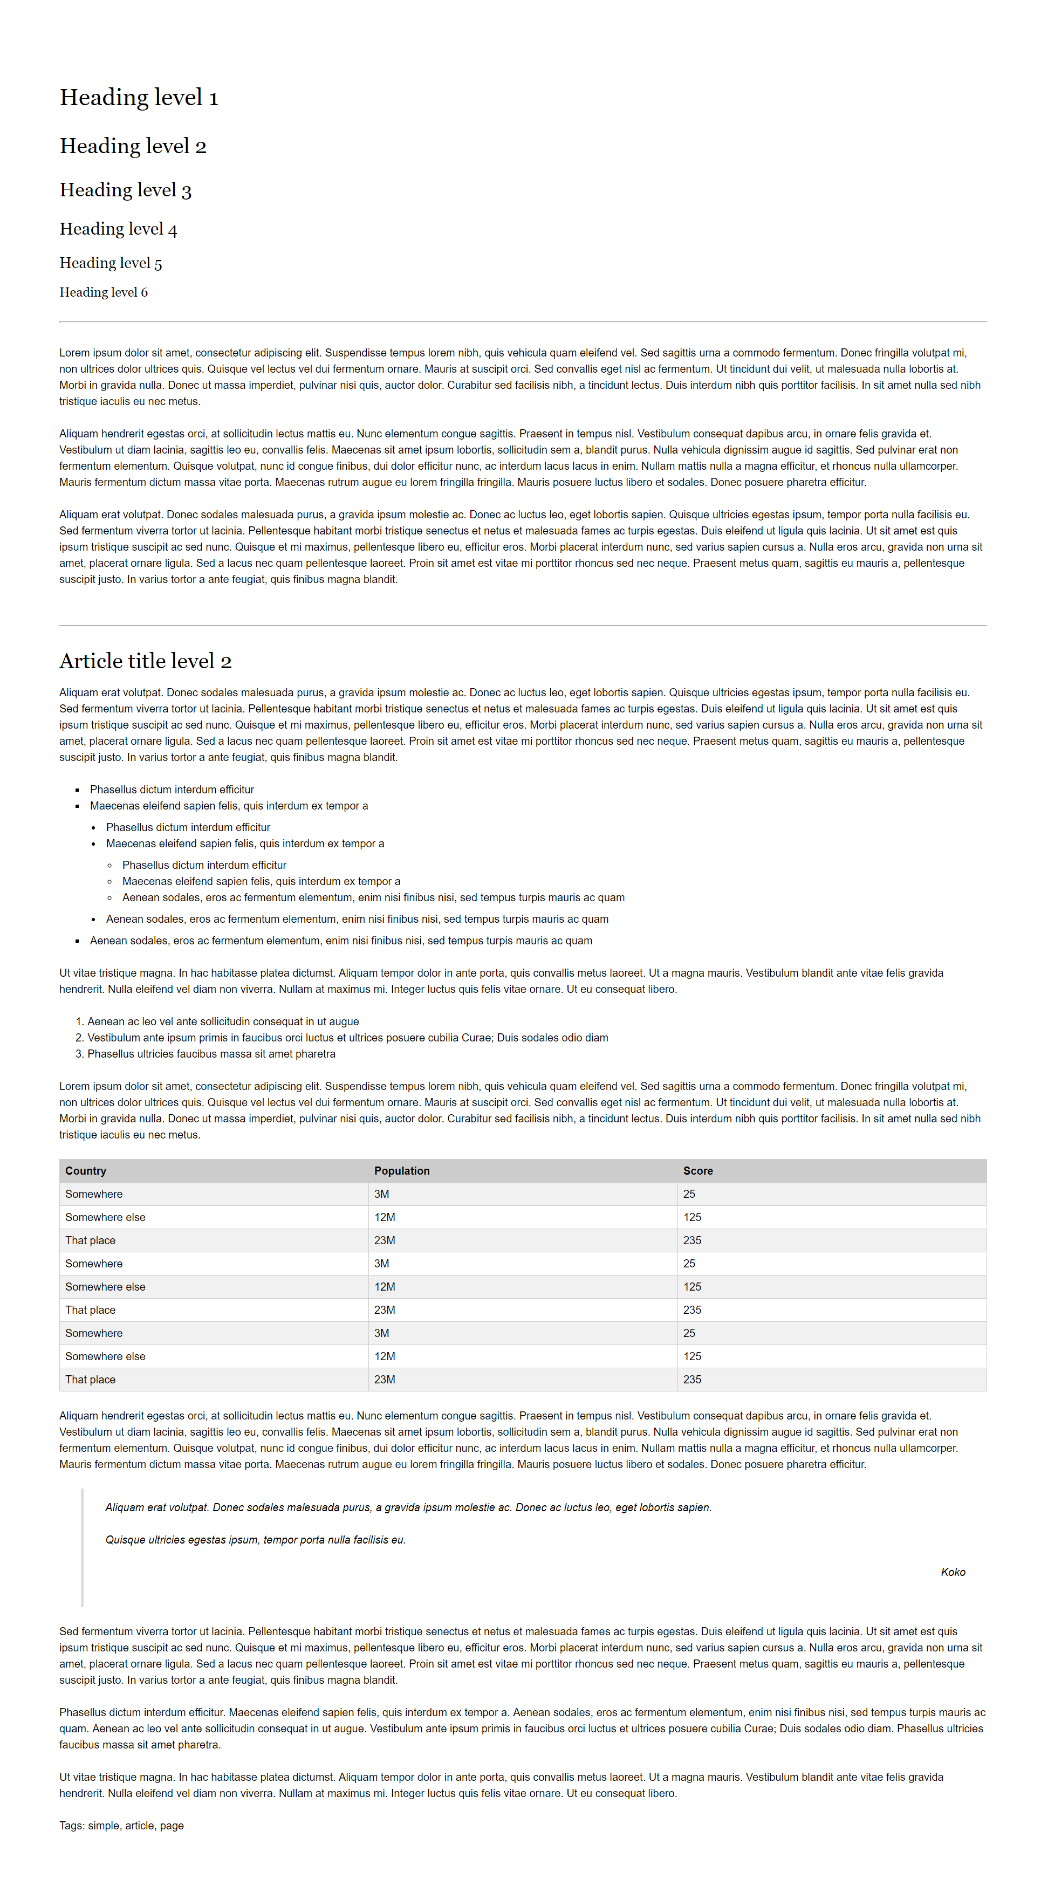 Heading level 1
Heading level 2
Heading level 3
Heading level 4
Heading level 5
Heading level 6
Lorem ipsum dolor sit amet, consectetur adipiscing elit. Suspendisse tempus lorem nibh, quis vehicula quam eleifend vel. Sed sagittis urna a commodo fermentum. Donec fringilla volutpat mi,
non ultrices dolor ultrices quis. Quisque vel lectus vel dui fermentum ornare. Mauris at suscipit orci. Sed convallis eget nisl ac fermentum. Ut tincidunt dui velit, ut malesuada nulla lobortis at.
Morbi in gravida nulla. Donec ut massa imperdiet, pulvinar nisi quis, auctor dolor. Curabitur sed facilisis nibh, a tincidunt lectus. Duis interdum nibh quis porttitor facilisis. In sit amet nulla sed nibh
tristique iaculis eu nec metus.
Aliquam hendrerit egestas orci, at sollicitudin lectus mattis eu. Nunc elementum congue sagittis. Praesent in tempus nisl. Vestibulum consequat dapibus arcu, in ornare felis gravida et.
Vestibulum ut diam lacinia, sagittis leo eu, convallis felis. Maecenas sit amet ipsum lobortis, sollicitudin sem a, blandit purus. Nulla vehicula dignissim augue id sagittis. Sed pulvinar erat non
fermentum elementum. Quisque volutpat, nunc id congue finibus, dui dolor efficitur nunc, ac interdum lacus lacus in enim. Nullam mattis nulla a magna efficitur, et rhoncus nulla ullamcorper.
Mauris fermentum dictum massa vitae porta. Maecenas rutrum augue eu lorem fringilla fringilla. Mauris posuere luctus libero et sodales. Donec posuere pharetra efficitur.
Aliquam erat volutpat. Donec sodales malesuada purus, a gravida ipsum molestie ac. Donec ac luctus leo, eget lobortis sapien. Quisque ultricies egestas ipsum, tempor porta nulla facilisis eu.
Sed fermentum viverra tortor ut lacinia. Pellentesque habitant morbi tristique senectus et netus et malesuada fames ac turpis egestas. Duis eleifend ut ligula quis lacinia. Ut sit amet est quis
ipsum tristique suscipit ac sed nunc. Quisque et mi maximus, pellentesque libero eu, efficitur eros. Morbi placerat interdum nunc, sed varius sapien cursus a. Nulla eros arcu, gravida non urna sit
amet, placerat ornare ligula. Sed a lacus nec quam pellentesque laoreet. Proin sit amet est vitae mi porttitor rhoncus sed nec neque. Praesent metus quam, sagittis eu mauris a, pellentesque
suscipit justo. In varius tortor a ante feugiat, quis finibus magna blandit.
Article title level 2
Aliquam erat volutpat. Donec sodales malesuada purus, a gravida ipsum molestie ac. Donec ac luctus leo, eget lobortis sapien. Quisque ultricies egestas ipsum, tempor porta nulla facilisis eu.
Sed fermentum viverra tortor ut lacinia. Pellentesque habitant morbi tristique senectus et netus et malesuada fames ac turpis egestas. Duis eleifend ut ligula quis lacinia. Ut sit amet est quis
ipsum tristique suscipit ac sed nunc. Quisque et mi maximus, pellentesque libero eu, efficitur eros. Morbi placerat interdum nunc, sed varius sapien cursus a. Nulla eros arcu, gravida non urna sit
amet, placerat ornare ligula. Sed a lacus nec quam pellentesque laoreet. Proin sit amet est vitae mi porttitor rhoncus sed nec neque. Praesent metus quam, sagittis eu mauris a, pellentesque
suscipit justo. In varius tortor a ante feugiat, quis finibus magna blandit.
▪ Phasellus dictum interdum efficitur
▪ Maecenas eleifend sapien felis, quis interdum ex tempor a
• Phasellus dictum interdum efficitur
• Maecenas eleifend sapien felis, quis interdum ex tempor a
◦ Phasellus dictum interdum efficitur
◦ Maecenas eleifend sapien felis, quis interdum ex tempor a
◦ Aenean sodales, eros ac fermentum elementum, enim nisi finibus nisi, sed tempus turpis mauris ac quam
• Aenean sodales, eros ac fermentum elementum, enim nisi finibus nisi, sed tempus turpis mauris ac quam
▪ Aenean sodales, eros ac fermentum elementum, enim nisi finibus nisi, sed tempus turpis mauris ac quam
Ut vitae tristique magna. In hac habitasse platea dictumst. Aliquam tempor dolor in ante porta, quis convallis metus laoreet. Ut a magna mauris. Vestibulum blandit ante vitae felis gravida
hendrerit. Nulla eleifend vel diam non viverra. Nullam at maximus mi. Integer luctus quis felis vitae ornare. Ut eu consequat libero.
1. Aenean ac leo vel ante sollicitudin consequat in ut augue
2. Vestibulum ante ipsum primis in faucibus orci luctus et ultrices posuere cubilia Curae; Duis sodales odio diam
3. Phasellus ultricies faucibus massa sit amet pharetra
Lorem ipsum dolor sit amet, consectetur adipiscing elit. Suspendisse tempus lorem nibh, quis vehicula quam eleifend vel. Sed sagittis urna a commodo fermentum. Donec fringilla volutpat mi,
non ultrices dolor ultrices quis. Quisque vel lectus vel dui fermentum ornare. Mauris at suscipit orci. Sed convallis eget nisl ac fermentum. Ut tincidunt dui velit, ut malesuada nulla lobortis at.
Morbi in gravida nulla. Donec ut massa imperdiet, pulvinar nisi quis, auctor dolor. Curabitur sed facilisis nibh, a tincidunt lectus. Duis interdum nibh quis porttitor facilisis. In sit amet nulla sed nibh
tristique iaculis eu nec metus.
Country Population Score
Somewhere 3M 25
Somewhere else 12M 125
That place 23M 235
Somewhere 3M 25
Somewhere else 12M 125
That place 23M 235
Somewhere 3M 25
Somewhere else 12M 125
That place 23M 235
Aliquam hendrerit egestas orci, at sollicitudin lectus mattis eu. Nunc elementum congue sagittis. Praesent in tempus nisl. Vestibulum consequat dapibus arcu, in ornare felis gravida et.
Vestibulum ut diam lacinia, sagittis leo eu, convallis felis. Maecenas sit amet ipsum lobortis, sollicitudin sem a, blandit purus. Nulla vehicula dignissim augue id sagittis. Sed pulvinar erat non
fermentum elementum. Quisque volutpat, nunc id congue finibus, dui dolor efficitur nunc, ac interdum lacus lacus in enim. Nullam mattis nulla a magna efficitur, et rhoncus nulla ullamcorper.
Mauris fermentum dictum massa vitae porta. Maecenas rutrum augue eu lorem fringilla fringilla. Mauris posuere luctus libero et sodales. Donec posuere pharetra efficitur.
Aliquam erat volutpat. Donec sodales malesuada purus, a gravida ipsum molestie ac. Donec ac luctus leo, eget lobortis sapien.
Quisque ultricies egestas ipsum, tempor porta nulla facilisis eu.
Koko
Sed fermentum viverra tortor ut lacinia. Pellentesque habitant morbi tristique senectus et netus et malesuada fames ac turpis egestas. Duis eleifend ut ligula quis lacinia. Ut sit amet est quis
ipsum tristique suscipit ac sed nunc. Quisque et mi maximus, pellentesque libero eu, efficitur eros. Morbi placerat interdum nunc, sed varius sapien cursus a. Nulla eros arcu, gravida non urna sit
amet, placerat ornare ligula. Sed a lacus nec quam pellentesque laoreet. Proin sit amet est vitae mi porttitor rhoncus sed nec neque. Praesent metus quam, sagittis eu mauris a, pellentesque
suscipit justo. In varius tortor a ante feugiat, quis finibus magna blandit.
Phasellus dictum interdum efficitur. Maecenas eleifend sapien felis, quis interdum ex tempor a. Aenean sodales, eros ac fermentum elementum, enim nisi finibus nisi, sed tempus turpis mauris ac
quam. Aenean ac leo vel ante sollicitudin consequat in ut augue. Vestibulum ante ipsum primis in faucibus orci luctus et ultrices posuere cubilia Curae; Duis sodales odio diam. Phasellus ultricies
faucibus massa sit amet pharetra.
Ut vitae tristique magna. In hac habitasse platea dictumst. Aliquam tempor dolor in ante porta, quis convallis metus laoreet. Ut a magna mauris. Vestibulum blandit ante vitae felis gravida
hendrerit. Nulla eleifend vel diam non viverra. Nullam at maximus mi. Integer luctus quis felis vitae ornare. Ut eu consequat libero.
Tags: simple, article, page